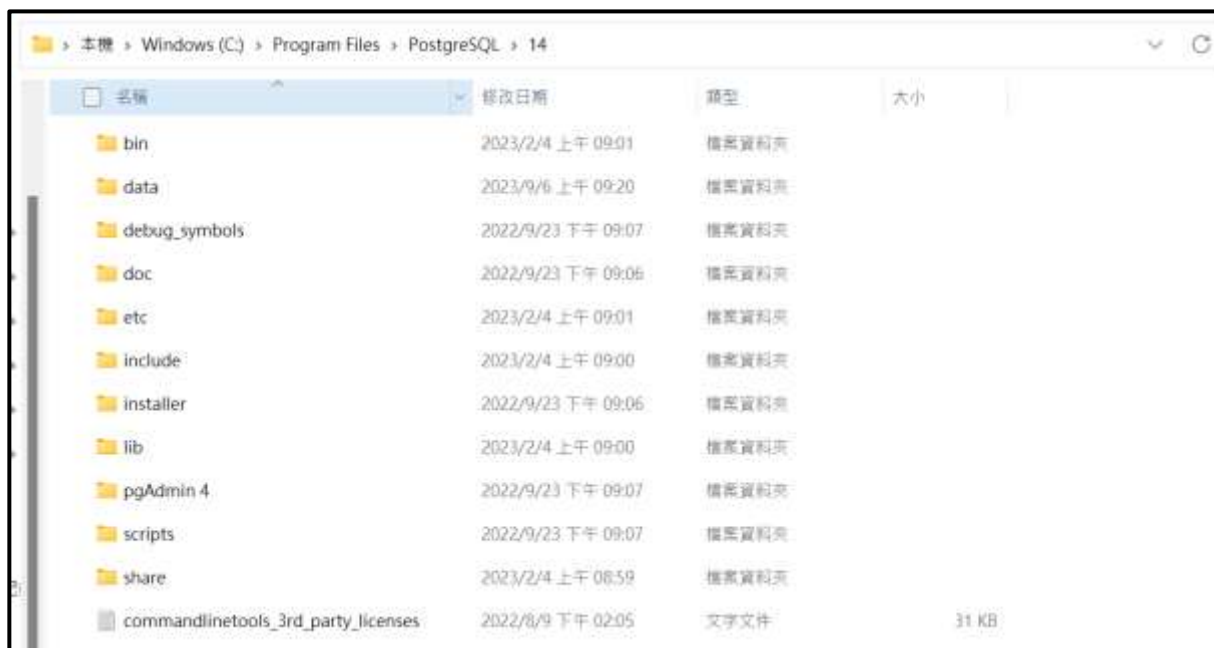 本機 › Windows (C:) › Program Files › PostgreSQL › 14
名稱 修改日期 類型 大小
bin 2023/2/4 上午 09:01 檔案資料夾
data 2023/9/6 上午 09:20 檔案資料夾
debug_symbols 2022/9/23 下午 09:07 檔案資料夾
doc 2022/9/23 下午 09:06 檔案資料夾
etc 2023/2/4 上午 09:01 檔案資料夾
include 2023/2/4 上午 09:00 檔案資料夾
installer 2022/9/23 下午 09:06 檔案資料夾
lib 2023/2/4 上午 09:00 檔案資料夾
pgAdmin 4 2022/9/23 下午 09:07 檔案資料夾
scripts 2022/9/23 下午 09:07 檔案資料夾
share 2023/2/4 上午 08:59 檔案資料夾
commandlinetools_3rd_party_licenses 2022/8/9 下午 02:05 文字文件 31 KB